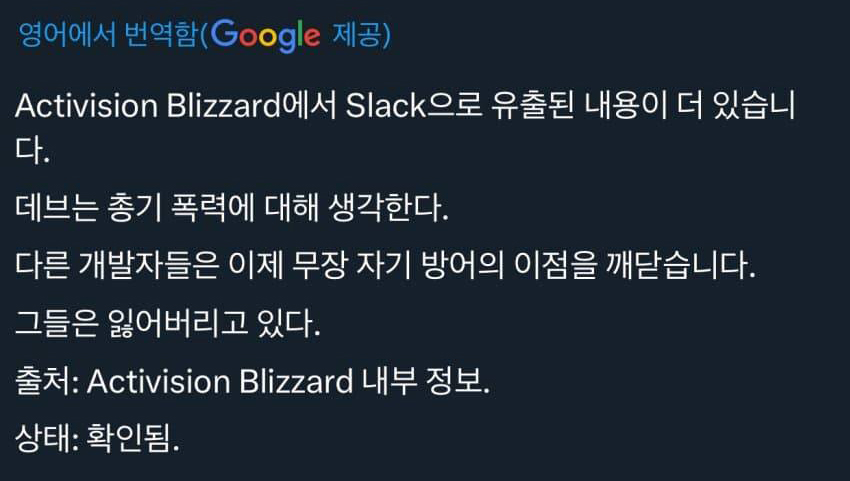 영어에서 번역함(Google 제공)
Activision Blizzard에서 Slack으로 유출된 내용이 더 있습니
다.
데브는 총기 폭력에 대해 생각한다.
다른 개발자들은 이제 무장 자기 방어의 이점을 깨닫습니다.
그들은 잃어버리고 있다.
출처: Activision Blizzard 내부 정보.
상태: 확인됨.